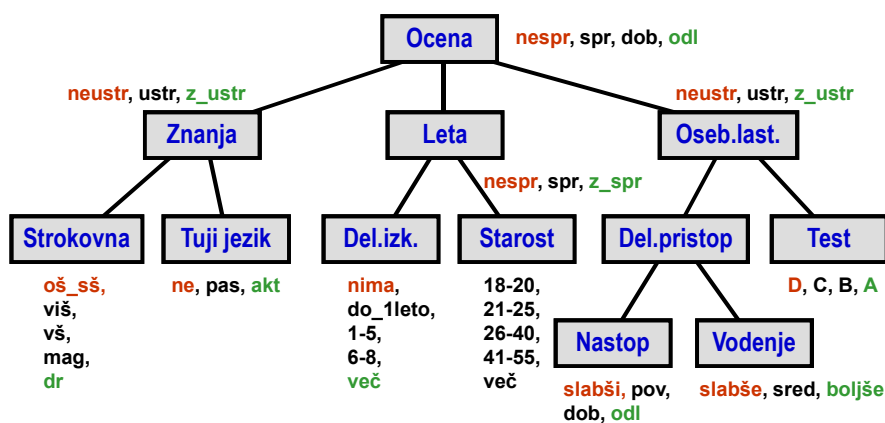 Ocena
nespr, spr, dob, odl
neustr, ustr, z_ustr
neustr, ustr, z_ustr
Znanja
Leta
Oseb.last.
nespr, spr, z_spr
Strokovna
Tuji jezik
Del.izk.
Starost
Del.pristop
Test
oš_sš,
viš,
vš,
mag,
dr
ne, pas, akt
nima,
do_1leto,
1-5,
6-8,
več
18-20,
21-25,
26-40,
41-55,
več
D, C, B, A
Nastop
Vodenje
slabši, pov,
dob, odl
slabše, sred, boljše